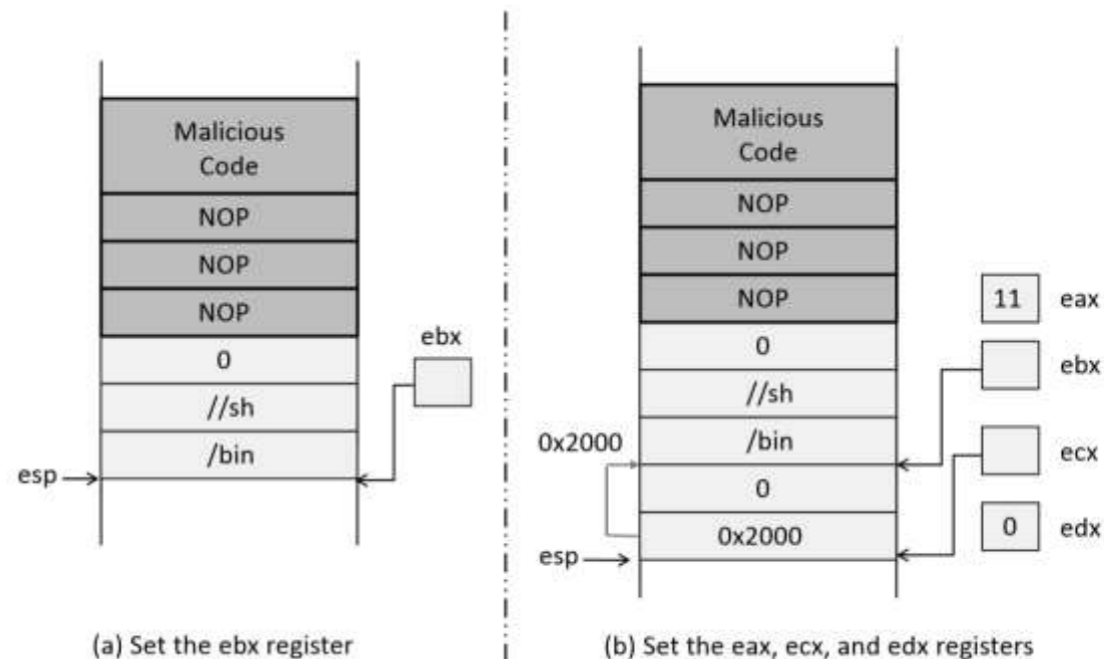 Malicious
Code
NOP
NOP
NOP
0
//sh
/bin
esp
ebx
(a) Set the ebx register
Malicious
Code
NOP
NOP
NOP
0
//sh
/bin
0x2000
0
0x2000
esp
11 eax
ebx
ecx
0 edx
(b) Set the eax, ecx, and edx registers